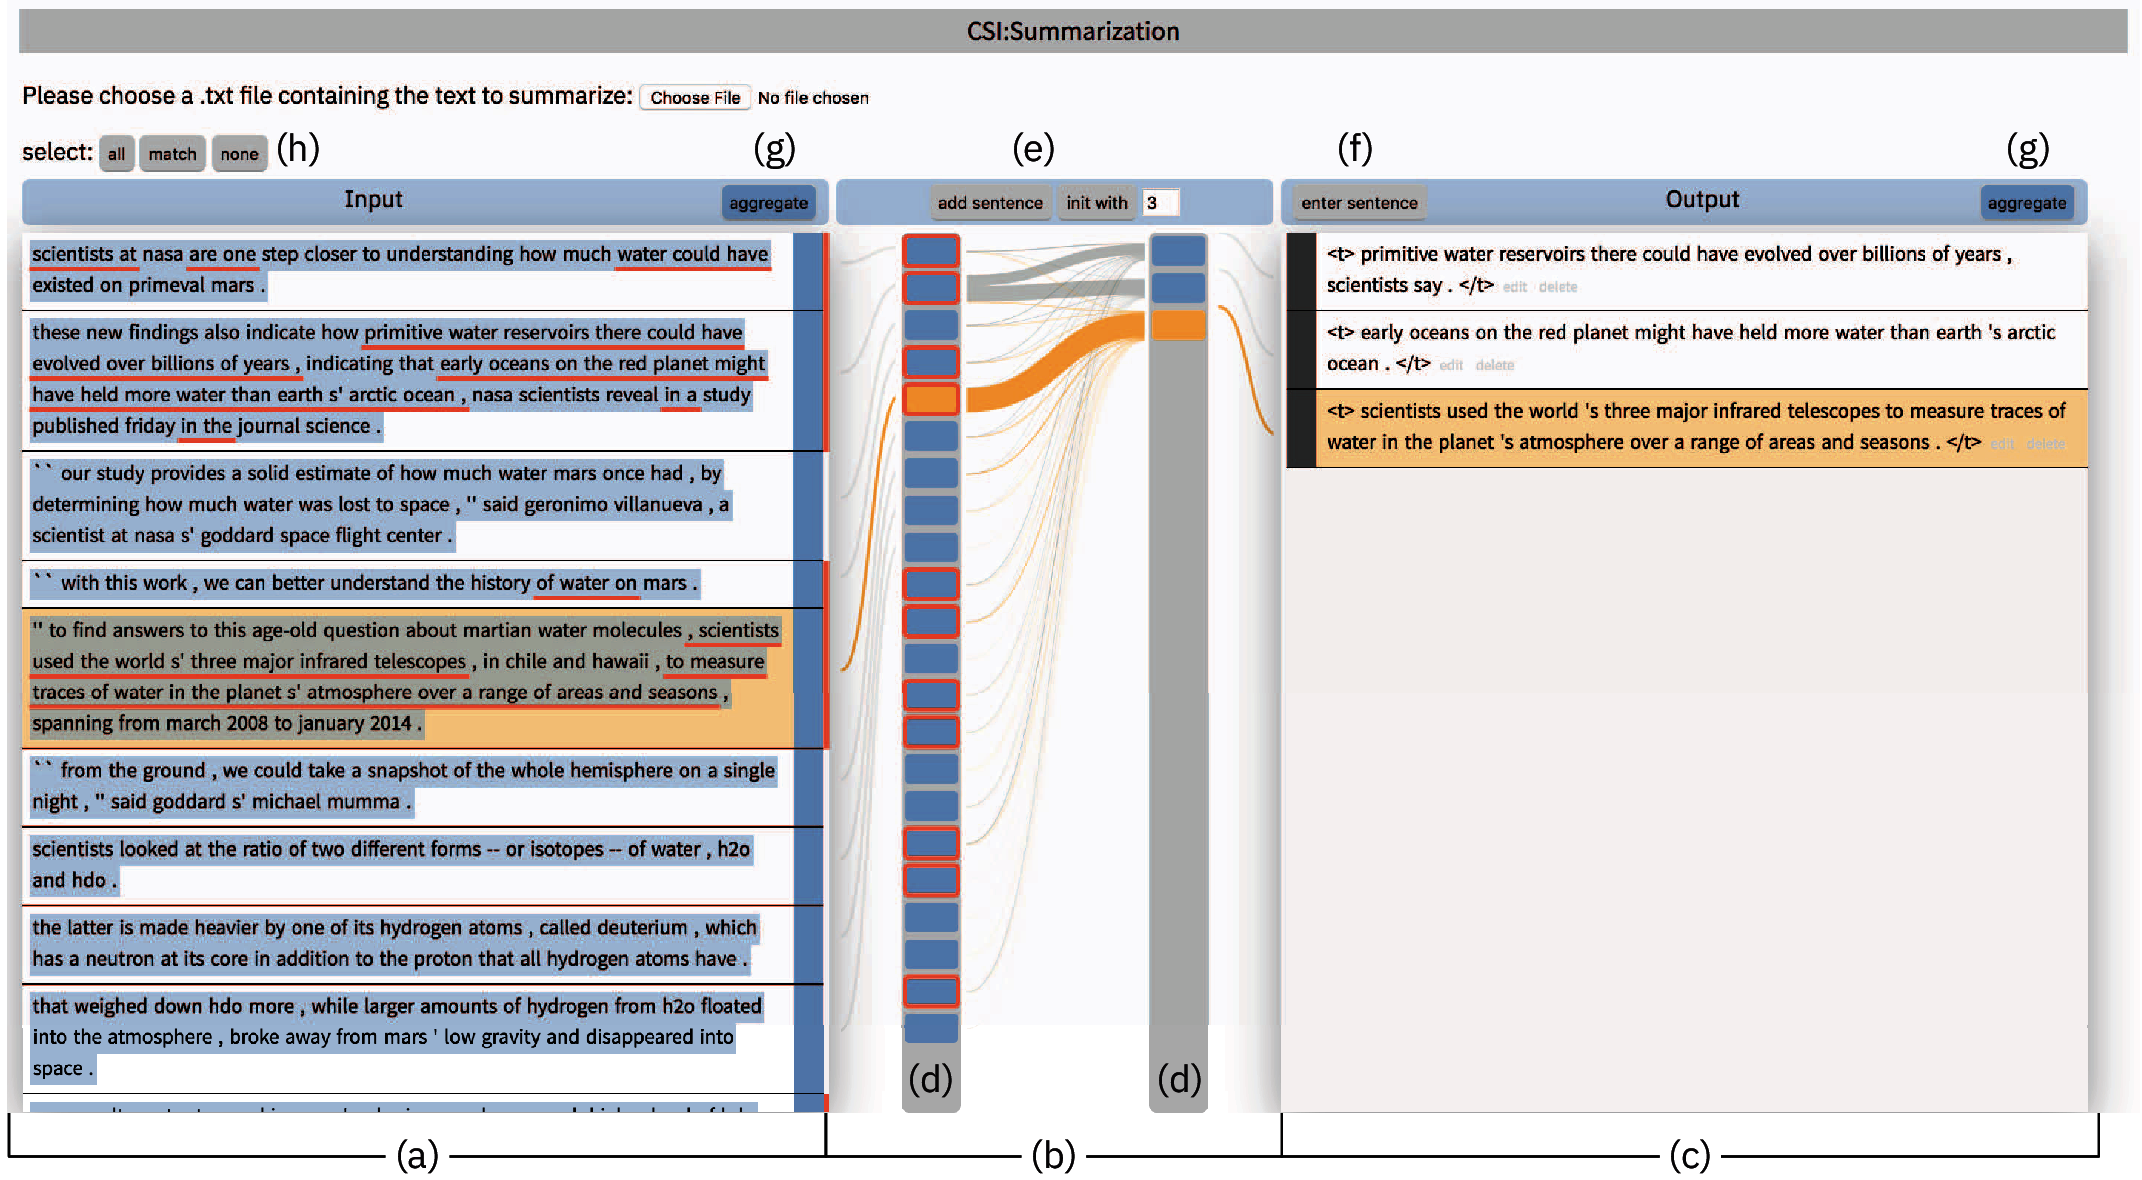 CSI:Summarization
Please choose a .txt file containing the text to summarize: Choose File No file chosen
select: all match none (h) (g) (e) (f) (g)
Input aggregate add sentence init with 3 enter sentence Output aggregate
scientists at nasa are one step closer to understanding how much water could have
existed on primeval mars .
these new findings also indicate how primitive water reservoirs there could have
evolved over billions of years , indicating that early oceans on the red planet might
have held more water than earth s' arctic ocean , nasa scientists reveal in a study
published friday in the journal science .
`` our study provides a solid estimate of how much water mars once had , by
determining how much water was lost to space , '' said geronimo villanueva , a
scientist at nasa s' goddard space flight center .
`` with this work , we can better understand the history of water on mars .
'' to find answers to this age-old question about martian water molecules , scientists
used the world s' three major infrared telescopes , in chile and hawaii , to measure
traces of water in the planet s' atmosphere over a range of areas and seasons ,
spanning from march 2008 to january 2014 .
`` from the ground , we could take a snapshot of the whole hemisphere on a single
night , '' said goddard s' michael mumma .
scientists looked at the ratio of two different forms -- or isotopes -- of water , h2o
and hdo .
the latter is made heavier by one of its hydrogen atoms , called deuterium , which
has a neutron at its core in addition to the proton that all hydrogen atoms have .
that weighed down hdo more , while larger amounts of hydrogen from h2o floated
into the atmosphere , broke away from mars ' low gravity and disappeared into
space .
(d) (d)
<t> primitive water reservoirs there could have evolved over billions of years ,
scientists say . </t> edit delete
<t> early oceans on the red planet might have held more water than earth 's arctic
ocean . </t> edit delete
<t> scientists used the world 's three major infrared telescopes to measure traces of
water in the planet 's atmosphere over a range of areas and seasons . </t> edit delete
(a) (b) (c)